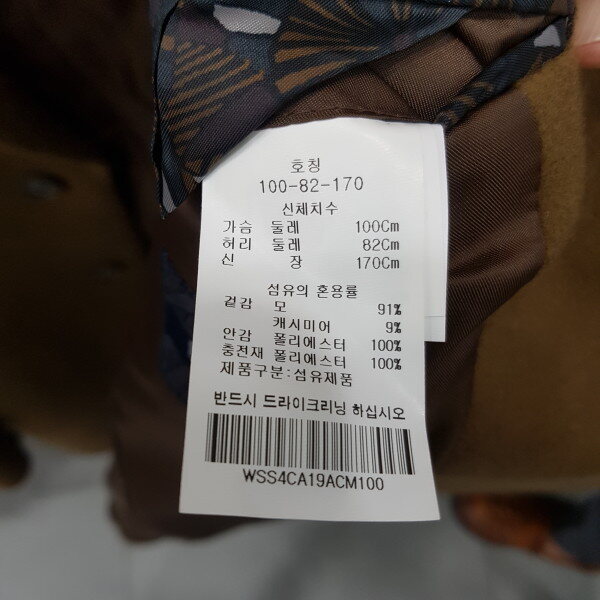 호칭
100-82-170
신체치수
가슴 둘레 100Cm
허리 둘레 82Cm
신 장 170Cm
섬유의 혼용률
겉감 모 91%
캐시미어 9%
안감 폴리에스터 100%
충전재 폴리에스터 100%
제품구분:섬유제품
반드시 드라이크리닝 하십시오
WSS4CA19ACM100